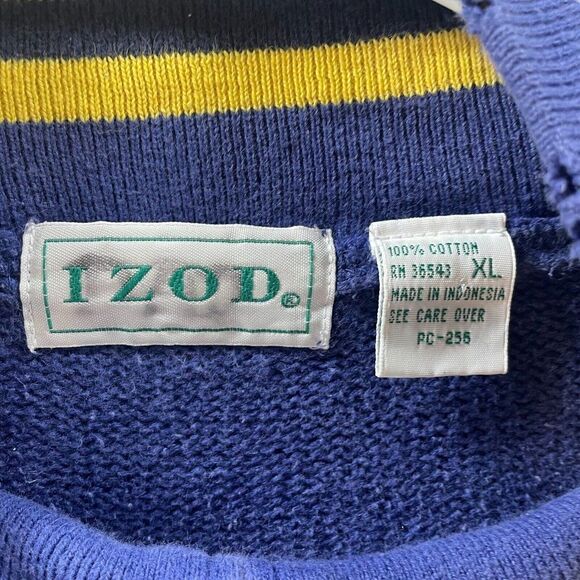 IZOD®
100% COTTON
RN 36543 XL
MADE IN INDONESIA
SEE CARE OVER
PC-256